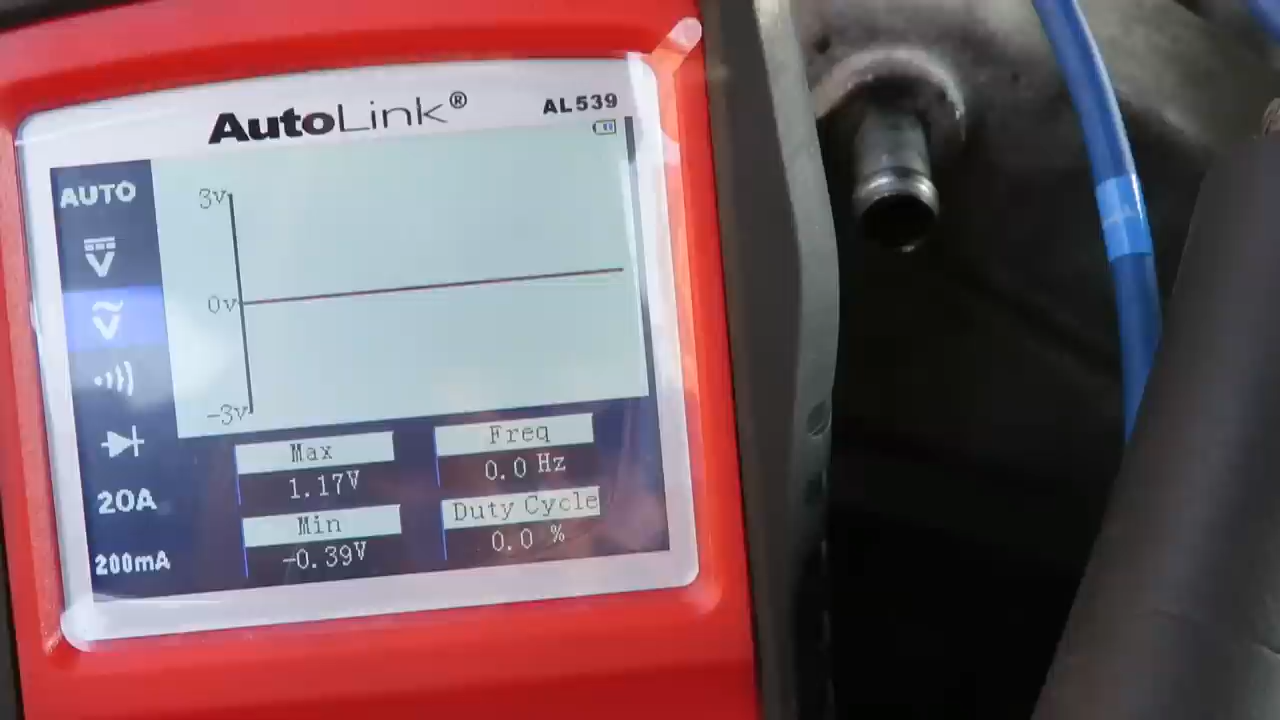 AutoLink® AL539
AUTO
V
V
20A
200mA
3v
0v
-3v
Max
1.17V
Min
-0.39V
Freq
0.0 Hz
Duty Cycle
0.0 %